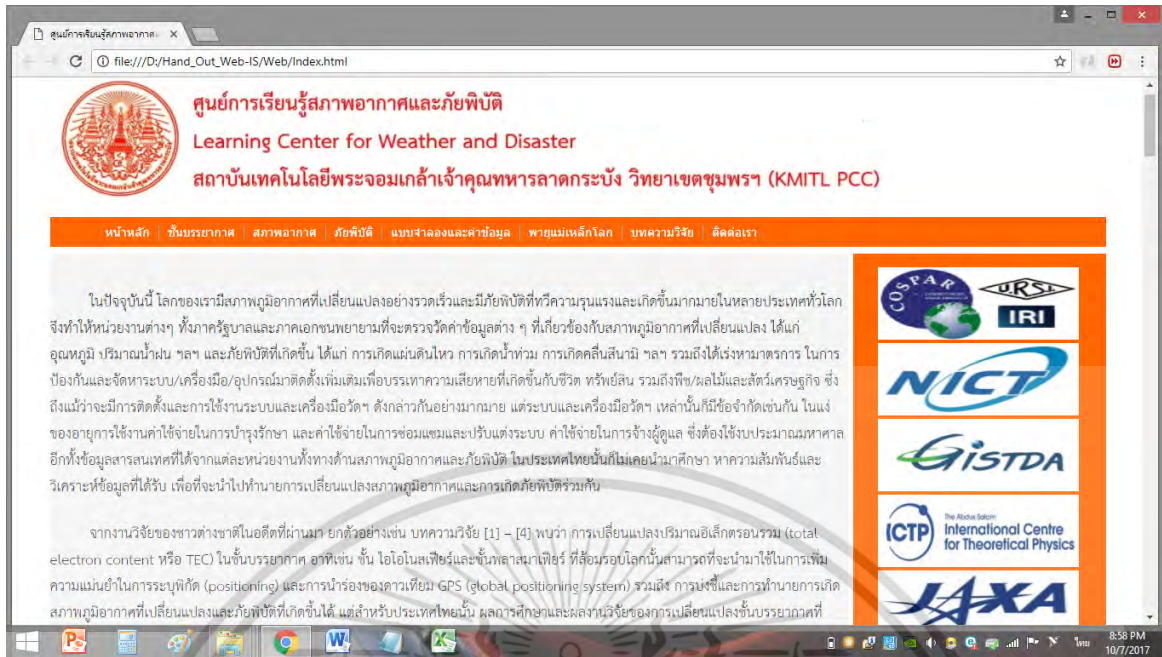 ศูนย์การเรียนรู้สภาพอากาศ
file:///D:/Hand_Out_Web-IS/Web/Index.html
ศูนย์การเรียนรู้สภาพอากาศและภัยพิบัติ
Learning Center for Weather and Disaster
สถาบันเทคโนโลยีพระจอมเกล้าเจ้าคุณทหารลาดกระบัง วิทยาเขตชุมพรฯ (KMITL PCC)
หน้าหลัก ชั้นบรรยากาศ สภาพอากาศ ภัยพิบัติ แบบจำลองและค่าข้อมูล พายุแม่เหล็กโลก บทความวิจัย ติดต่อเรา
ในปัจจุบันนี้ โลกของเรามีสภาพภูมิอากาศที่เปลี่ยนแปลงอย่างรวดเร็วและมีภัยพิบัติที่ทวีความรุนแรงและเกิดขึ้นมากมายในหลายประเทศทั่วโลก
จึงทำให้หน่วยงานต่างๆ ทั้งภาครัฐบาลและภาคเอกชนพยายามที่จะตรวจวัดค่าข้อมูลต่าง ๆ ที่เกี่ยวข้องกับสภาพภูมิอากาศที่เปลี่ยนแปลง ได้แก่
อุณหภูมิ ปริมาณน้ำฝน ฯลฯ และภัยพิบัติที่เกิดขึ้น ได้แก่ การเกิดแผ่นดินไหว การเกิดน้ำท่วม การเกิดคลื่นสึนามิ ฯลฯ รวมถึงได้เร่งหามาตรการ ในการ
ป้องกันและจัดหาระบบ/เครื่องมือ/อุปกรณ์มาติดตั้งเพิ่มเติมเพื่อบรรเทาความเสียหายที่เกิดขึ้นกับชีวิต ทรัพย์สิน รวมถึงพืช/ผลไม้และสัตว์เศรษฐกิจ ซึ่ง
ถึงแม้ว่าจะมีการติดตั้งและการใช้งานระบบและเครื่องมือวัดฯ ดังกล่าวกันอย่างมากมาย แต่ระบบและเครื่องมือวัดฯ เหล่านั้นก็มีข้อจำกัดเช่นกัน ในแง่
ของอายุการใช้งานค่าใช้จ่ายในการบำรุงรักษา และค่าใช้จ่ายในการซ่อมแซมและปรับแต่งระบบ ค่าใช้จ่ายในการจ้างผู้ดูแล ซึ่งต้องใช้งบประมาณมหาศาล
อีกทั้งข้อมูลสารสนเทศที่ได้จากแต่ละหน่วยงานทั้งทางด้านสภาพภูมิอากาศและภัยพิบัติ ในประเทศไทยนั้นก็ไม่เคยนำมาศึกษา หาความสัมพันธ์และ
วิเคราะห์ข้อมูลที่ได้รับ เพื่อที่จะนำไปทำนายการเปลี่ยนแปลงสภาพภูมิอากาศและการเกิดภัยพิบัติร่วมกัน
จากงานวิจัยของชาวต่างชาติในอดีตที่ผ่านมา ยกตัวอย่างเช่น บทความวิจัย [1] – [4] พบว่า การเปลี่ยนแปลงปริมาณอิเล็กตรอนรวม (total
electron content หรือ TEC) ในชั้นบรรยากาศ อาทิเช่น ชั้น ไอโอโนสเฟียร์และชั้นพลาสมาเฟียร์ ที่ล้อมรอบโลกนั้นสามารถที่จะนำมาใช้ในการเพิ่ม
ความแม่นยำในการระบุพิกัด (positioning) และการนำร่องของดาวเทียม GPS (global positioning system) รวมถึง การบ่งชี้และการทำนายการเกิด
สภาพภูมิอากาศที่เปลี่ยนแปลงและภัยพิบัติที่เกิดขึ้นได้ แต่สำหรับประเทศไทยนั้น ผลการศึกษาและผลงานวิจัยของการเปลี่ยนแปลงชั้นบรรยากาศที่
COSPAR URSI
IRI
NICT
GISTDA
The Abdus Salam
ICTP International Centre
for Theoretical Physics
JAXA
ไทย
8:58 PM
10/7/2017